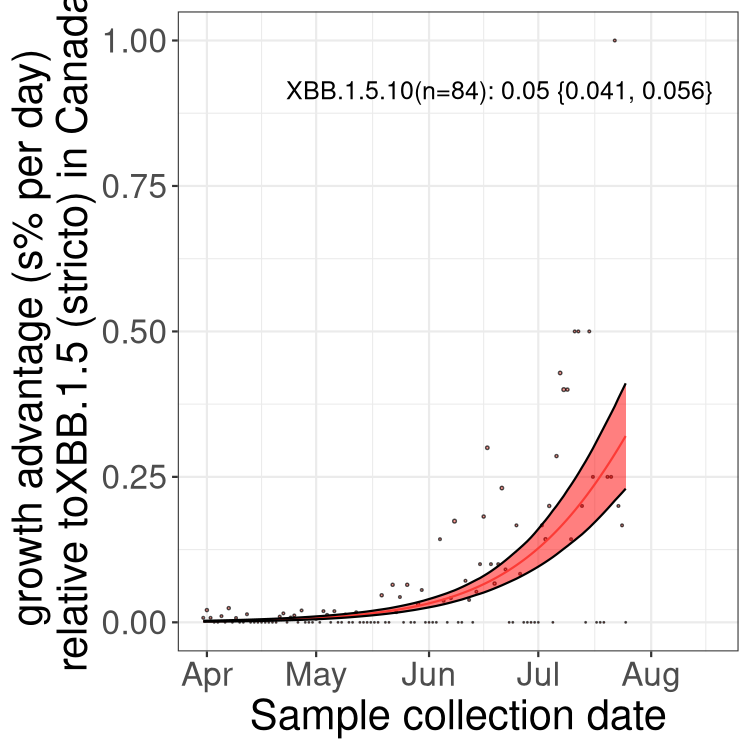 growth advantage (s% per day)
relative toXBB.1.5 (stricto) in Canada
1.00
0.75
0.50
0.25
0.00
XBB.1.5.10(n=84): 0.05 {0.041, 0.056}
Apr
May
Jun
Jul
Aug
Sample collection date